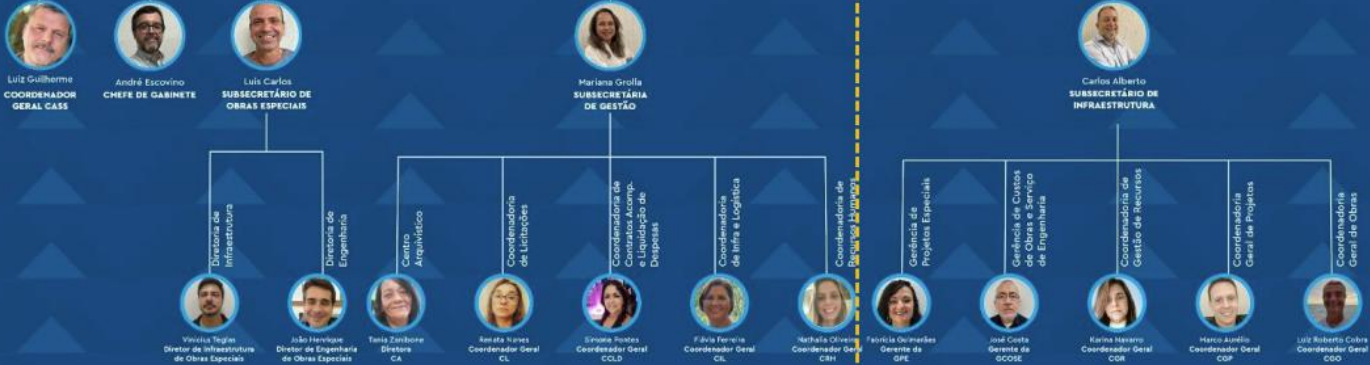 Luiz Guilherme
COORDENADOR
GERAL CASS
André Escovino
CHEFE DE GABINETE
Luis Carlos
SUBSECRETÁRIO DE
OBRAS ESPECIAIS
Mariana Grolla
SUBSECRETÁRIA
DE GESTÃO
Carlos Alberto
SUBSECRETÁRIO DE
INFRAESTRUTURA
Diretoria de
Infraestrutura
Diretoria de
Engenharia
Centro
Arquivístico
Coordenadoria
de Licitações
Coordenadoria de
Contratos Acomp.
e Liquidação de
Despesas
Coordenadoria
de Infra e Logística
Coordenadoria de
Recursos Humanos
Gerência de
Projetos Especiais
Gerência de Custos
de Obras e Serviço
de Engenharia
Coordenadoria de
Gestão de Recursos
Coordenadoria
Geral de Projetos
Coordenadoria
Geral de Obras
Vinicius Teglas
Diretor de Infraestrutura
de Obras Especiais
João Henrique
Diretor de Engenharia
de Obras Especiais
Tania Zanibone
Diretora
CA
Renata Nunes
Coordenador Geral
CL
Simone Pontes
Coordenador Geral
CCLD
Flávia Ferreira
Coordenador Geral
CIL
Nathalia Oliveira
Coordenador Geral
CRH
Fabrícia Guimarães
Gerente da
GPE
José Costa
Gerente da
GCOSE
Karina Navarro
Coordenador Geral
CGR
Marco Aurélio
Coordenador Geral
CGP
Luiz Roberto Cobra
Coordenador Geral
CGO